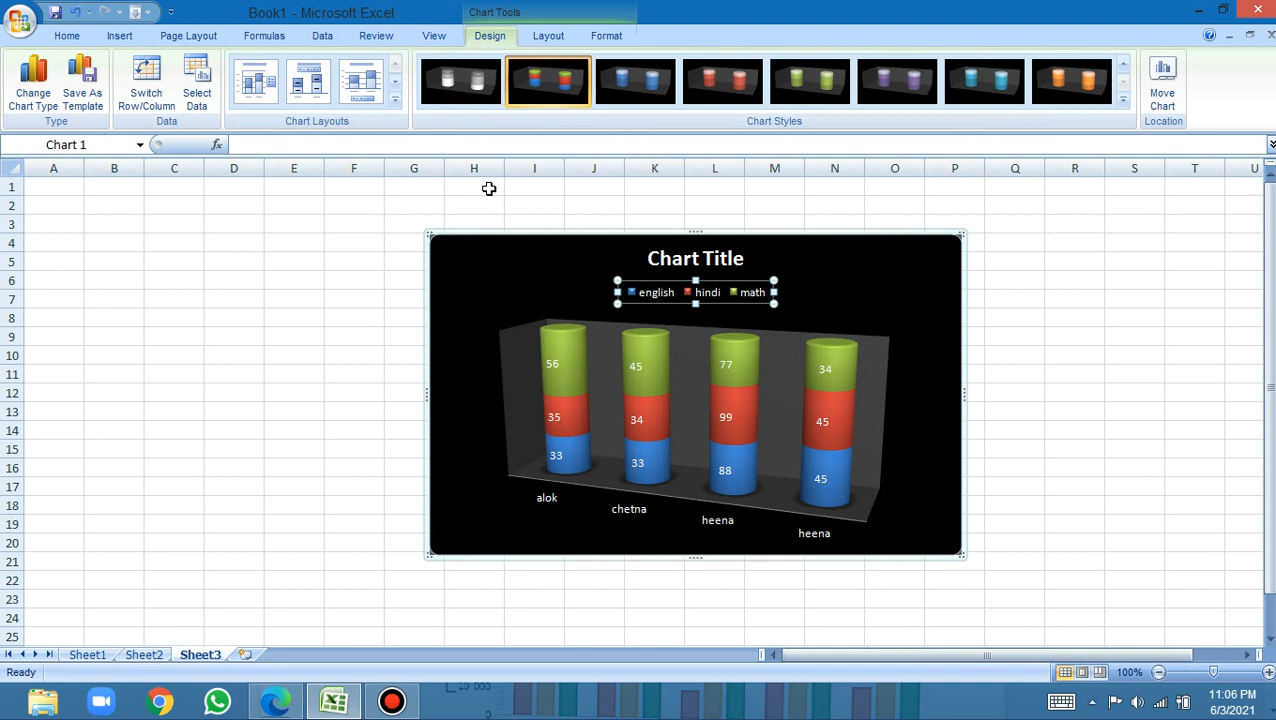 Book1 - Microsoft Excel
Chart Tools
Home Insert Page Layout Formulas Data Review View Design Layout Format
Change Chart Type
Save As Template
Switch Row/Column
Select Data
Move Chart
Type Data Chart Layouts Chart Styles Location
Chart 1 fx
A B C D E F G H I J K L M N O P Q R S T U
1
2
3
4
5
6
7
8
9
10
11
12
13
14
15
16
17
18
19
20
21
22
23
24
25
Chart Title
english hindi math
56 45 77 34
35 34 99 45
33 33 88 45
alok
chetna
heena
heena
Sheet1 Sheet2 Sheet3
Ready 100%
11:06 PM
6/3/2021